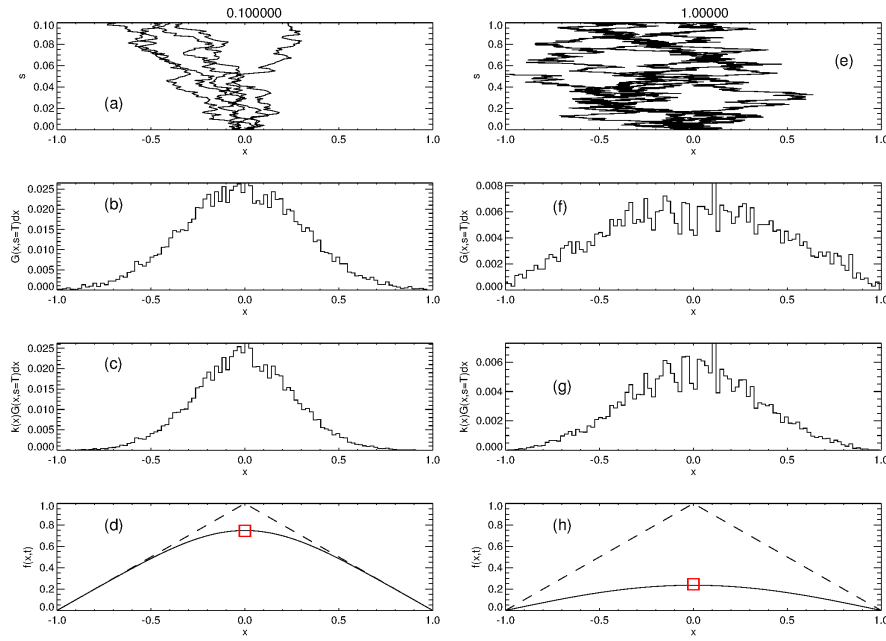 0.100000
0.10
0.08
0.06
0.04
0.02
0.00
s
(a)
-1.0 -0.5 0.0 0.5 1.0
x
1.00000
1.0
0.8
0.6
0.4
0.2
0.0
s
(e)
-1.0 -0.5 0.0 0.5 1.0
x
0.025
0.020
0.015
0.010
0.005
0.000
G(x,s=T)dx
(b)
-1.0 -0.5 0.0 0.5 1.0
x
0.008
0.006
0.004
0.002
0.000
G(x,s=T)dx
(f)
-1.0 -0.5 0.0 0.5 1.0
x
0.025
0.020
0.015
0.010
0.005
0.000
k(x)G(x,s=T)dx
(c)
-1.0 -0.5 0.0 0.5 1.0
x
0.006
0.004
0.002
0.000
k(x)G(x,s=T)dx
(g)
-1.0 -0.5 0.0 0.5 1.0
x
1.0
0.8
0.6
0.4
0.2
0.0
f(x,t)
(d)
-1.0 -0.5 0.0 0.5 1.0
x
1.0
0.8
0.6
0.4
0.2
0.0
f(x,t)
(h)
-1.0 -0.5 0.0 0.5 1.0
x